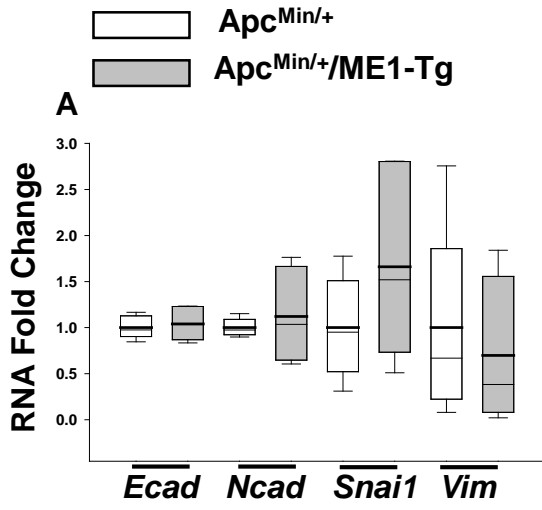 Apc^Min/+
Apc^Min/+/ME1-Tg
A
RNA Fold Change
3.0
2.5
2.0
1.5
1.0
0.5
0.0
Ecad Ncad Snai1 Vim